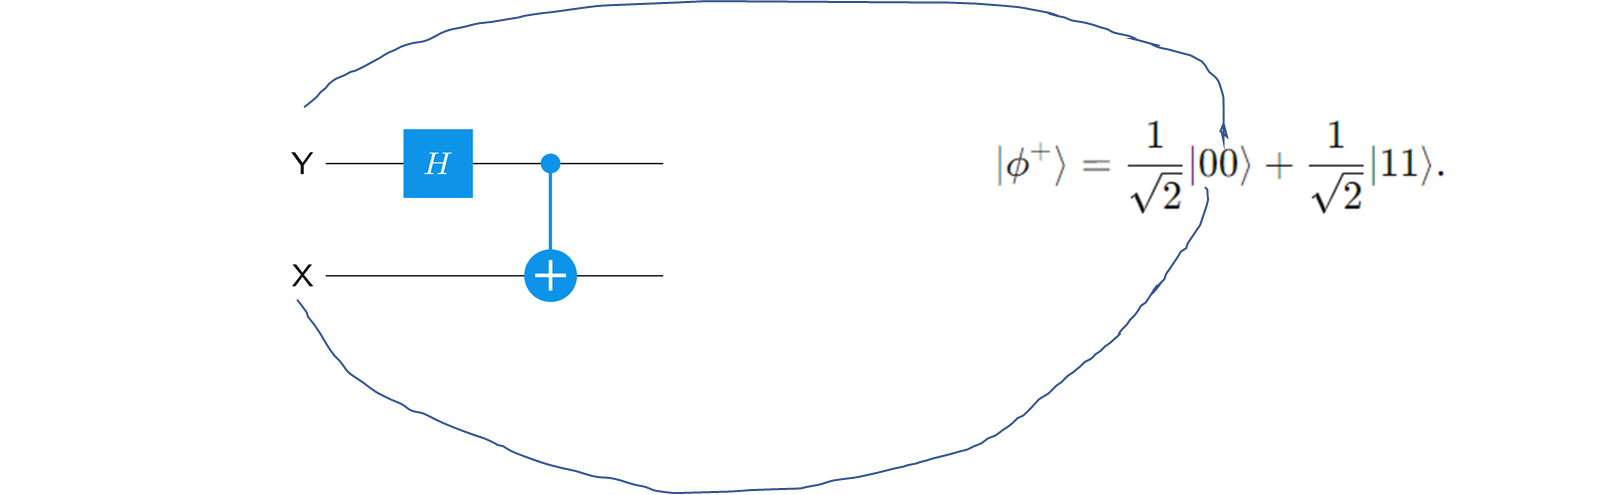 Y H
X
|ϕ⁺⟩ = 1/√2 |00⟩ + 1/√2 |11⟩.